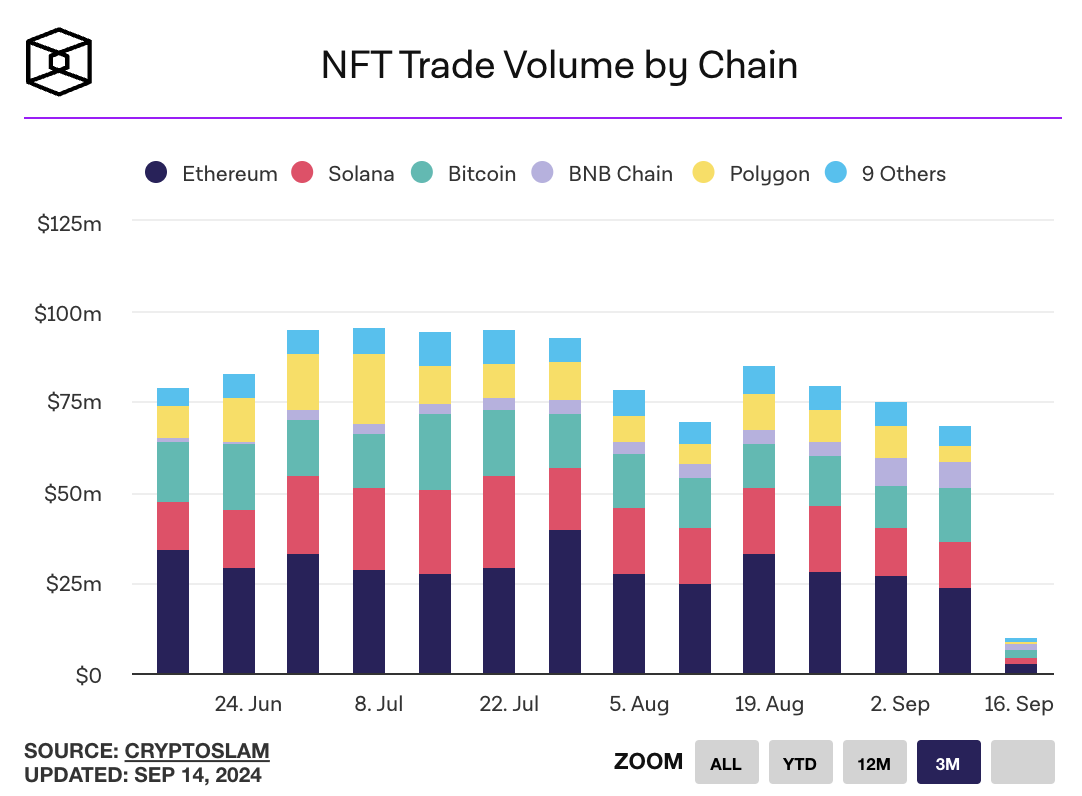 NFT Trade Volume by Chain
Ethereum Solana Bitcoin BNB Chain Polygon 9 Others
$125m
$100m
$75m
$50m
$25m
$0
24. Jun 8. Jul 22. Jul 5. Aug 19. Aug 2. Sep 16. Sep
SOURCE: CRYPTOSLAM
UPDATED: SEP 14, 2024
ZOOM ALL YTD 12M 3M